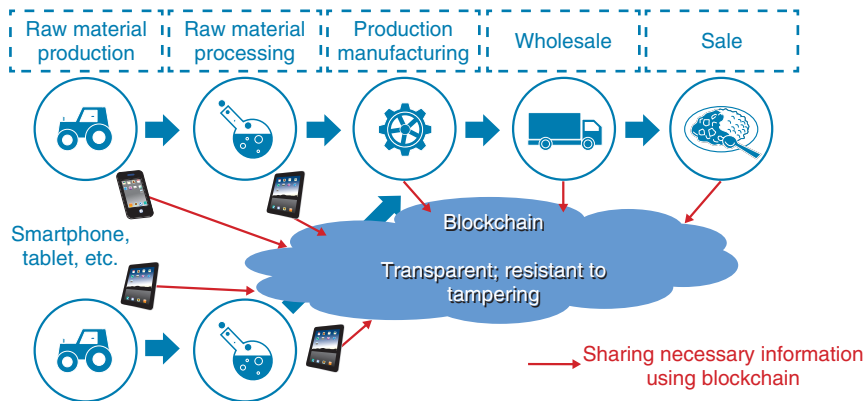 Raw material
production
Raw material
processing
Production
manufacturing
Wholesale
Sale
Smartphone,
tablet, etc.
Blockchain
Transparent; resistant to
tampering
Sharing necessary information
using blockchain